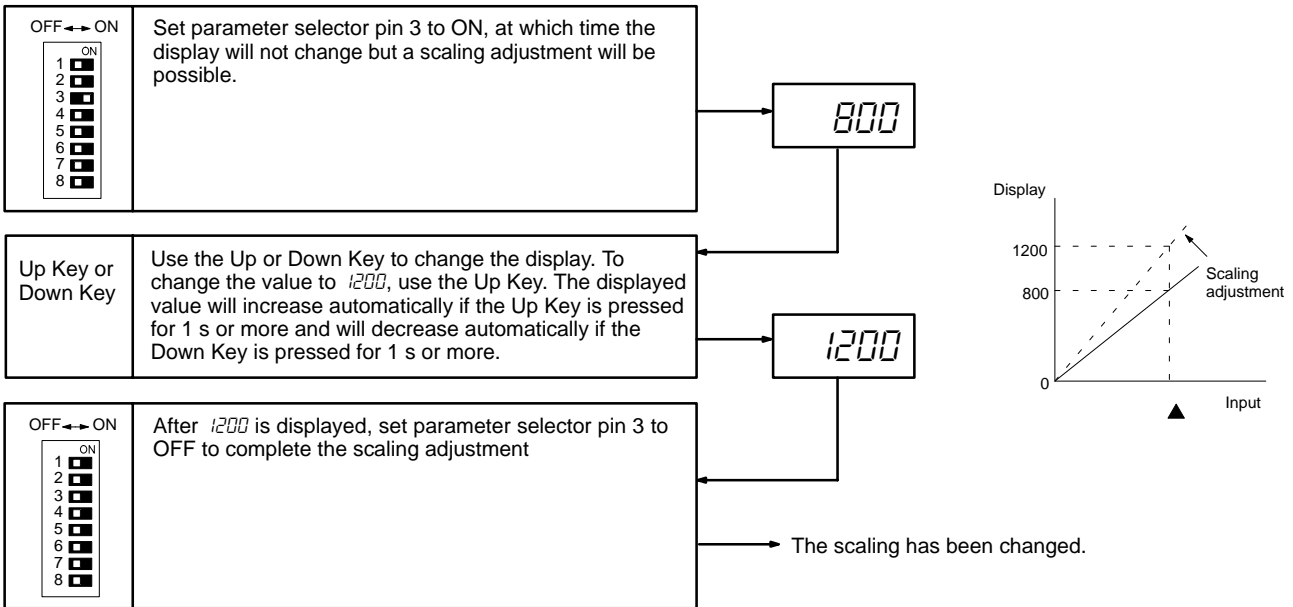 OFF ↔ ON
ON
1
2
3
4
5
6
7
8
Set parameter selector pin 3 to ON, at which time the
display will not change but a scaling adjustment will be
possible.
800
Up Key or
Down Key
Use the Up or Down Key to change the display. To
change the value to 1200, use the Up Key. The displayed
value will increase automatically if the Up Key is pressed
for 1 s or more and will decrease automatically if the
Down Key is pressed for 1 s or more.
1200
OFF ↔ ON
ON
1
2
3
4
5
6
7
8
After 1200 is displayed, set parameter selector pin 3 to
OFF to complete the scaling adjustment
The scaling has been changed.
Display
1200
800
0
Scaling
adjustment
Input